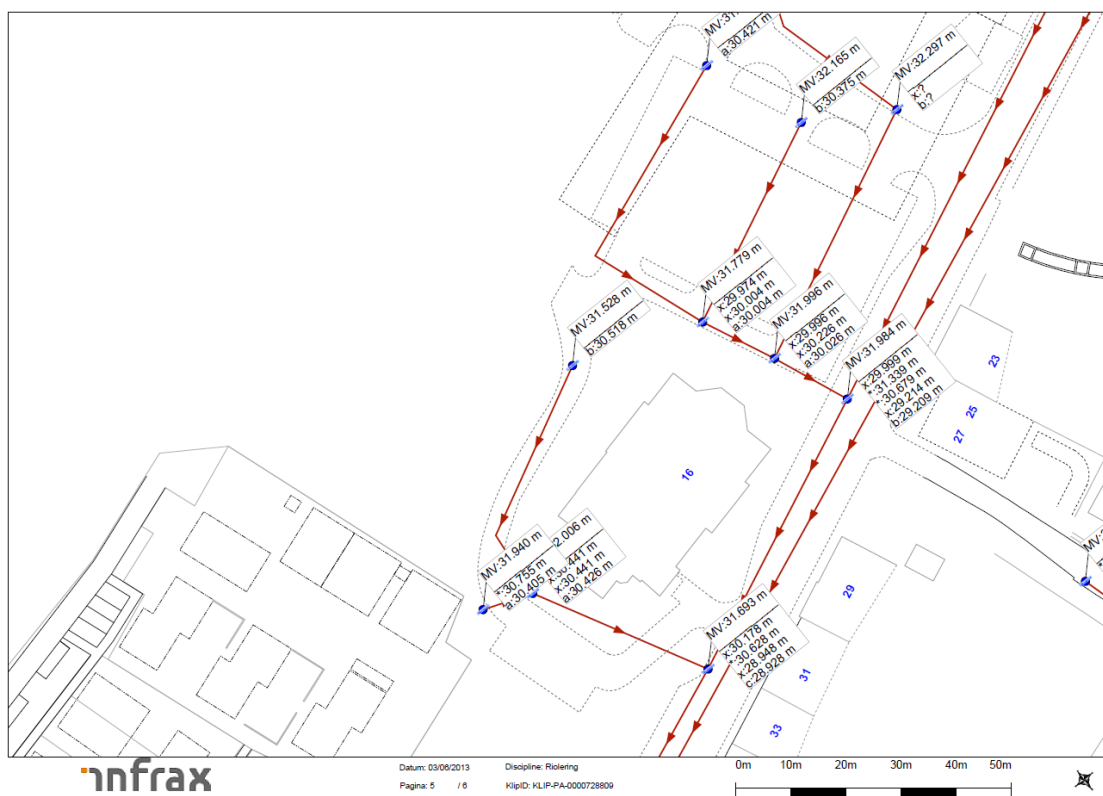 a:30.421 m
MV:32.165 m
b:30.375 m
MV:32.297 m
x:?
b:?
MV:31.779 m
x:29.974 m
x:30.004 m
a:30.004 m
MV:31.528 m
b:30.518 m
MV:31.996 m
x:29.996 m
x:30.226 m
a:30.026 m
MV:31.984 m
x:29.999 m
*:31.339 m
*:30.679 m
x:29.214 m
b:29.209 m
23
25
27
16
MV:31.940 m
*:30.755 m
a:30.405 m
2.006 m
x:30.441 m
x:30.441 m
a:30.426 m
29
MV:31.693 m
x:30.178 m
*:30.628 m
x:28.948 m
c:28.928 m
31
33
infrax
Datum: 03/06/2013 Discipline: Riolering
Pagina: 5 / 6 KlipID: KLIP-PA-0000728809
0m 10m 20m 30m 40m 50m